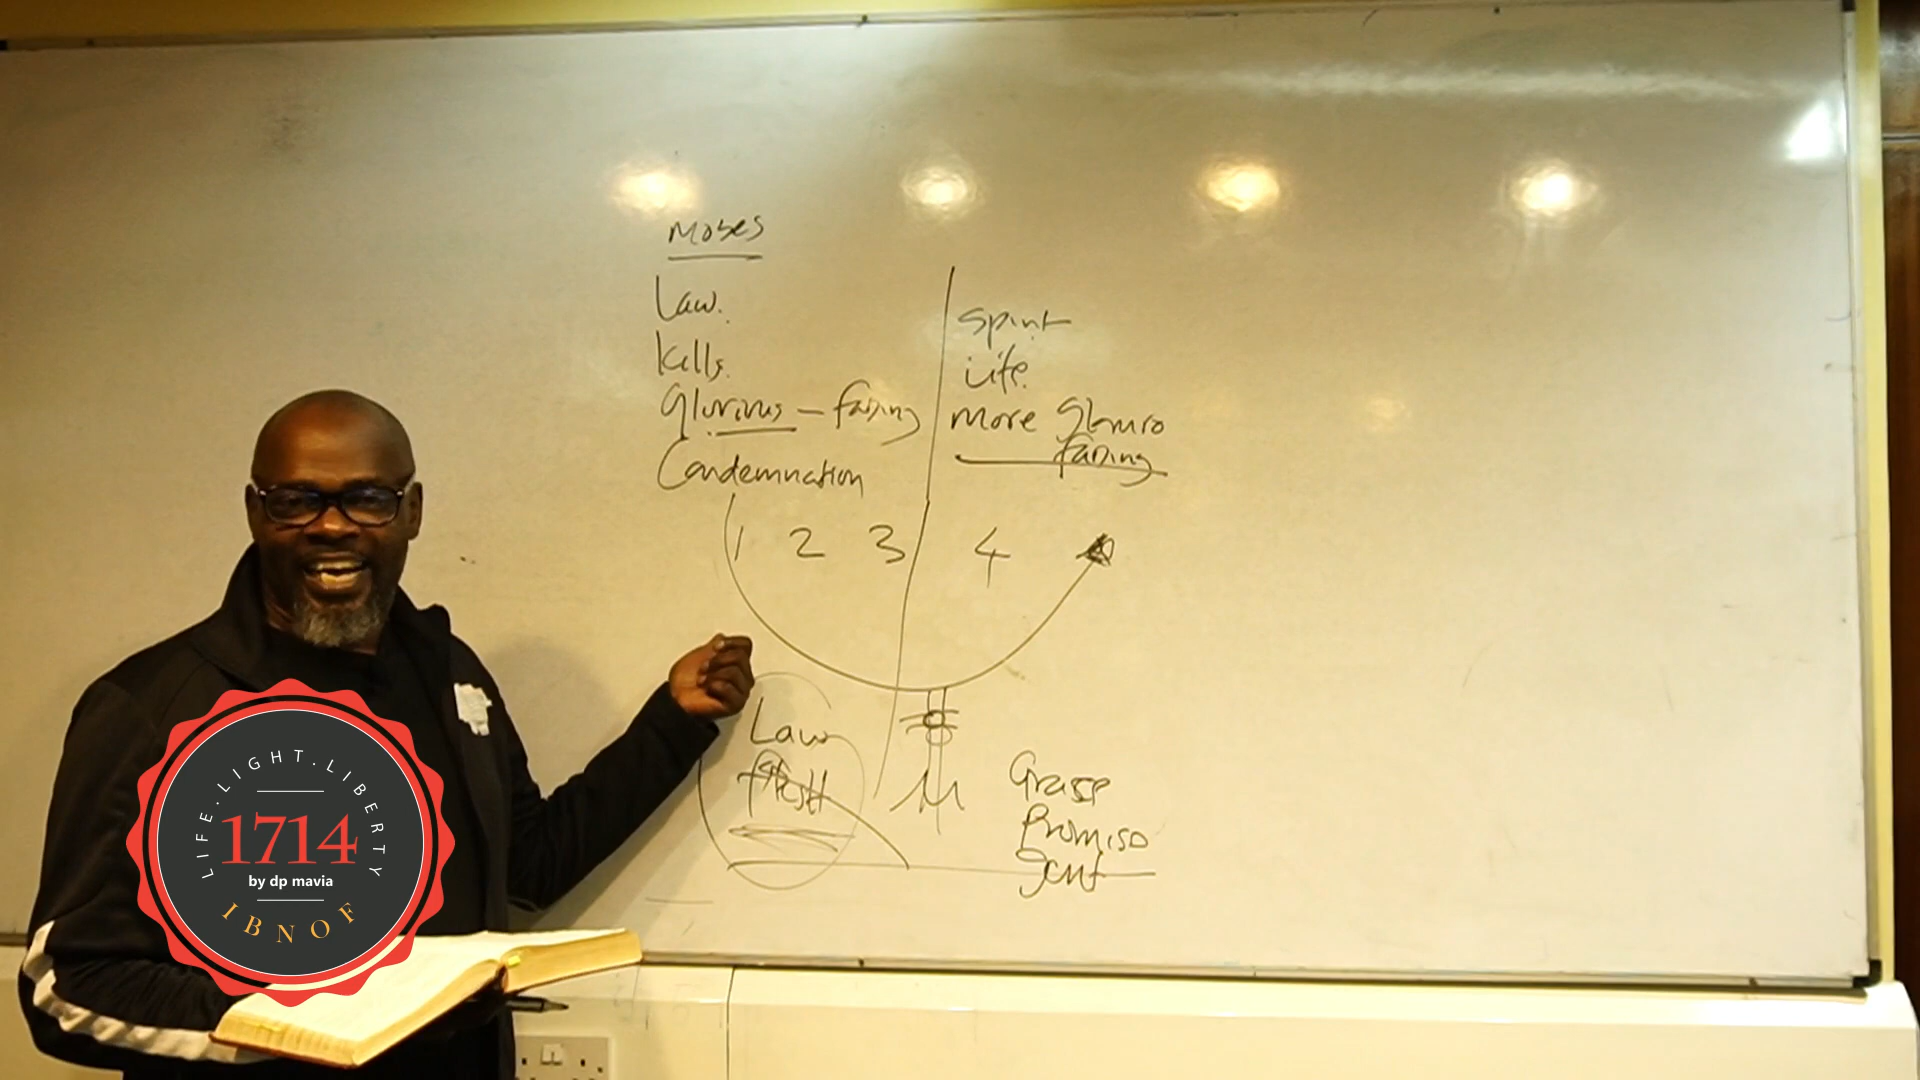 Moses
Law.
kills.
Glorious - fading
Condemnation
Spirit
Life.
more Glorio
fading
1 2 3 4
Law
flesh
Grace
Promise
LIFE.LIGHT.LIBERTY
1714
by dp mavia
IBNOF